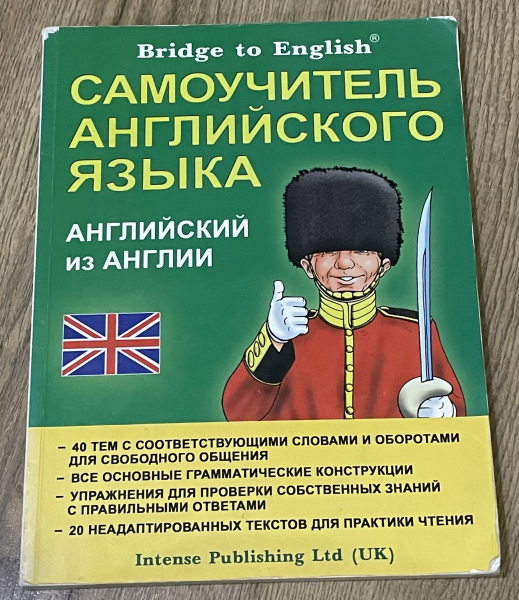 Bridge to English®
САМОУЧИТЕЛЬ
АНГЛИЙСКОГО
ЯЗЫКА
АНГЛИЙСКИЙ
из АНГЛИИ
– 40 ТЕМ С СООТВЕТСТВУЮЩИМИ СЛОВАМИ И ОБОРОТАМИ
ДЛЯ СВОБОДНОГО ОБЩЕНИЯ
– ВСЕ ОСНОВНЫЕ ГРАММАТИЧЕСКИЕ КОНСТРУКЦИИ
– УПРАЖНЕНИЯ ДЛЯ ПРОВЕРКИ СОБСТВЕННЫХ ЗНАНИЙ
С ПРАВИЛЬНЫМИ ОТВЕТАМИ
– 20 НЕАДАПТИРОВАННЫХ ТЕКСТОВ ДЛЯ ПРАКТИКИ ЧТЕНИЯ
Intense Publishing Ltd (UK)